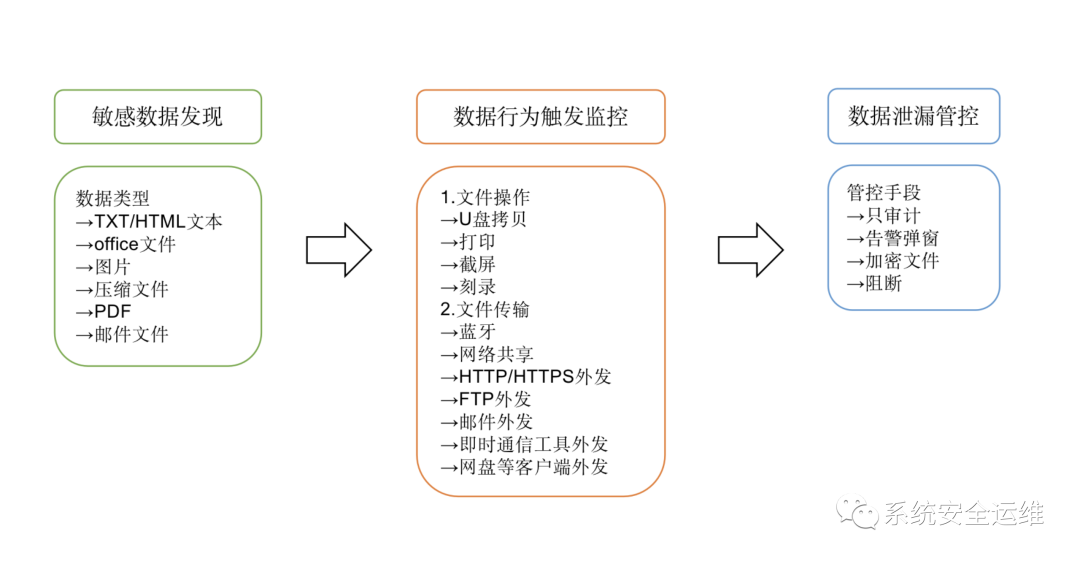 敏感数据发现
数据类型
→TXT/HTML文本
→office文件
→图片
→压缩文件
→PDF
→邮件文件
数据行为触发监控
1.文件操作
→U盘拷贝
→打印
→截屏
→刻录
2.文件传输
→蓝牙
→网络共享
→HTTP/HTTPS外发
→FTP外发
→邮件外发
→即时通信工具外发
→网盘等客户端外发
数据泄漏管控
管控手段
→只审计
→告警弹窗
→加密文件
→阻断
系统安全运维